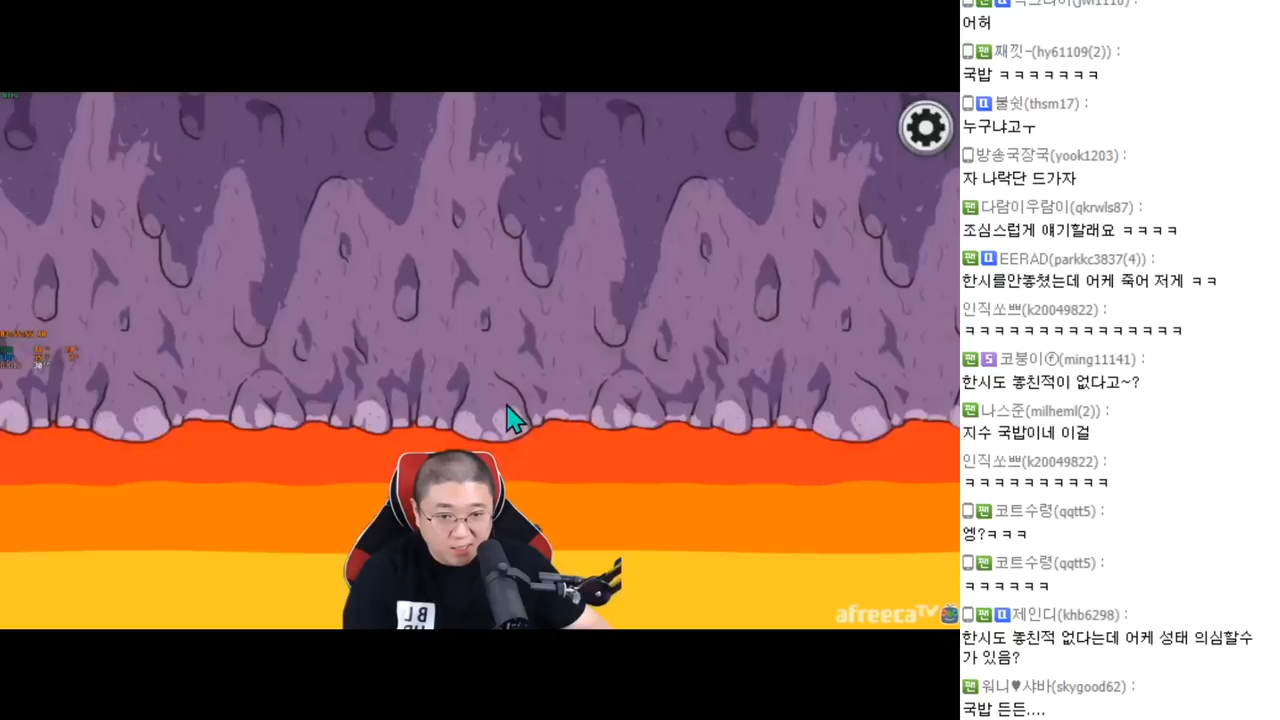 어허
째낏-(hy61109(2)) :
국밥 ㅋㅋㅋㅋㅋㅋㅋ
불쉿(thsm17) :
누구냐고ㅜ
방송국장국(yook1203) :
자 나락단 드가자
다람이우람이(qkrwls87) :
조심스럽게 얘기할래요 ㅋㅋㅋㅋ
EERAD(parkkc3837(4)) :
한시를안놓쳤는데 어케 죽어 저게 ㅋㅋ
인직쏘쁘(k20049822) :
ㅋㅋㅋㅋㅋㅋㅋㅋㅋㅋㅋㅋㅋㅋㅋ
코붕이ⓕ(ming11141) :
한시도 놓친적이 없다고~?
나스준(milheml(2)) :
지수 국밥이네 이걸
인직쏘쁘(k20049822) :
ㅋㅋㅋㅋㅋㅋㅋㅋㅋㅋ
코트수령(qqtt5) :
엥?ㅋㅋㅋ
코트수령(qqtt5) :
ㅋㅋㅋㅋㅋㅋ
제인디(khb6298) :
한시도 놓친적 없다는데 어케 성태 의심할수
가 있음?
워니♥샤바(skygood62) :
국밥 든든....
afreecaTV
BL